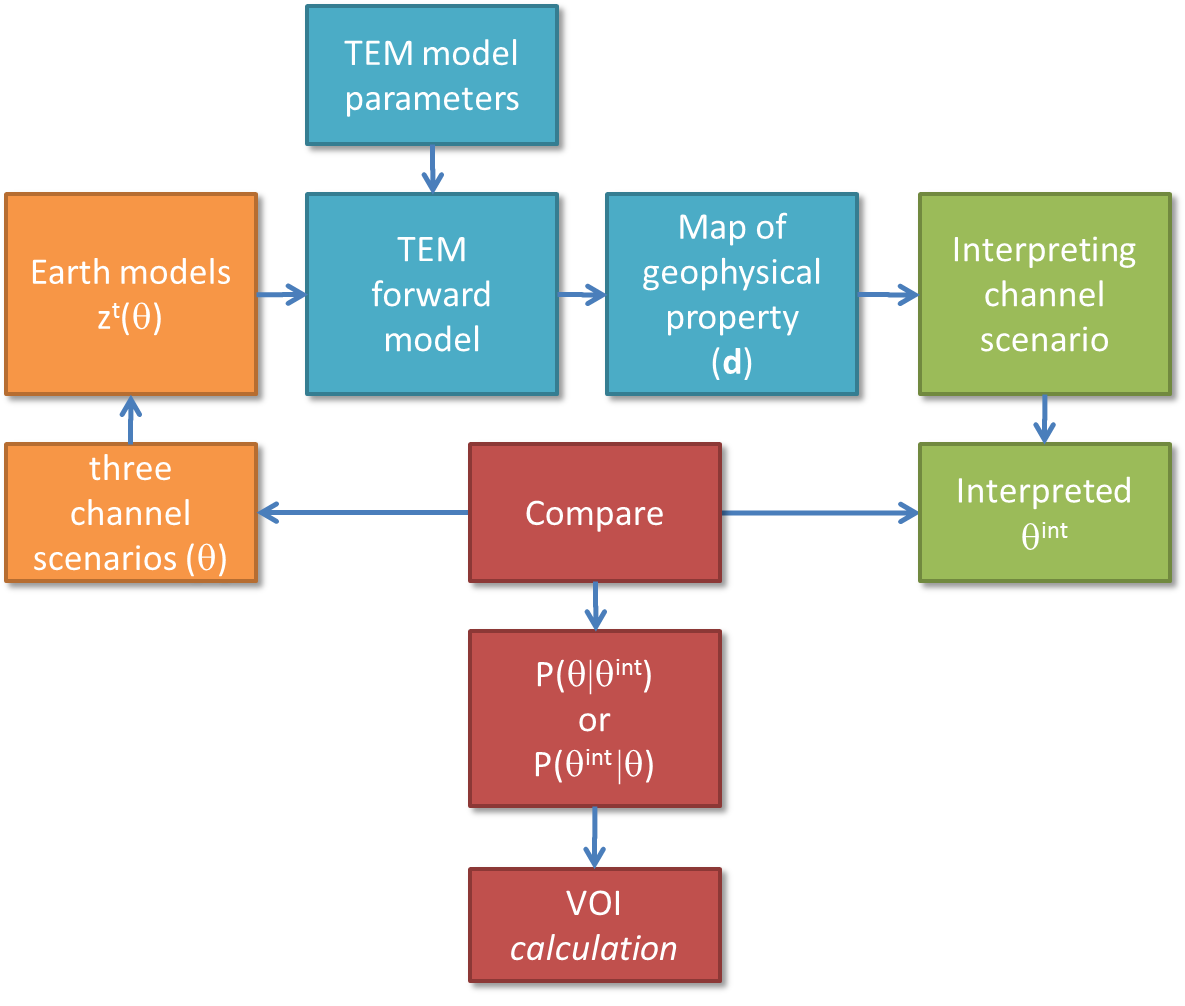 TEM model
parameters
Earth models
zᵗ(θ)
TEM
forward
model
Map of
geophysical
property
(d)
Interpreting
channel
scenario
three
channel
scenarios (θ)
Compare
Interpreted
θⁱⁿᵗ
P(θ|θⁱⁿᵗ)
or
P(θⁱⁿᵗ|θ)
VOI
calculation